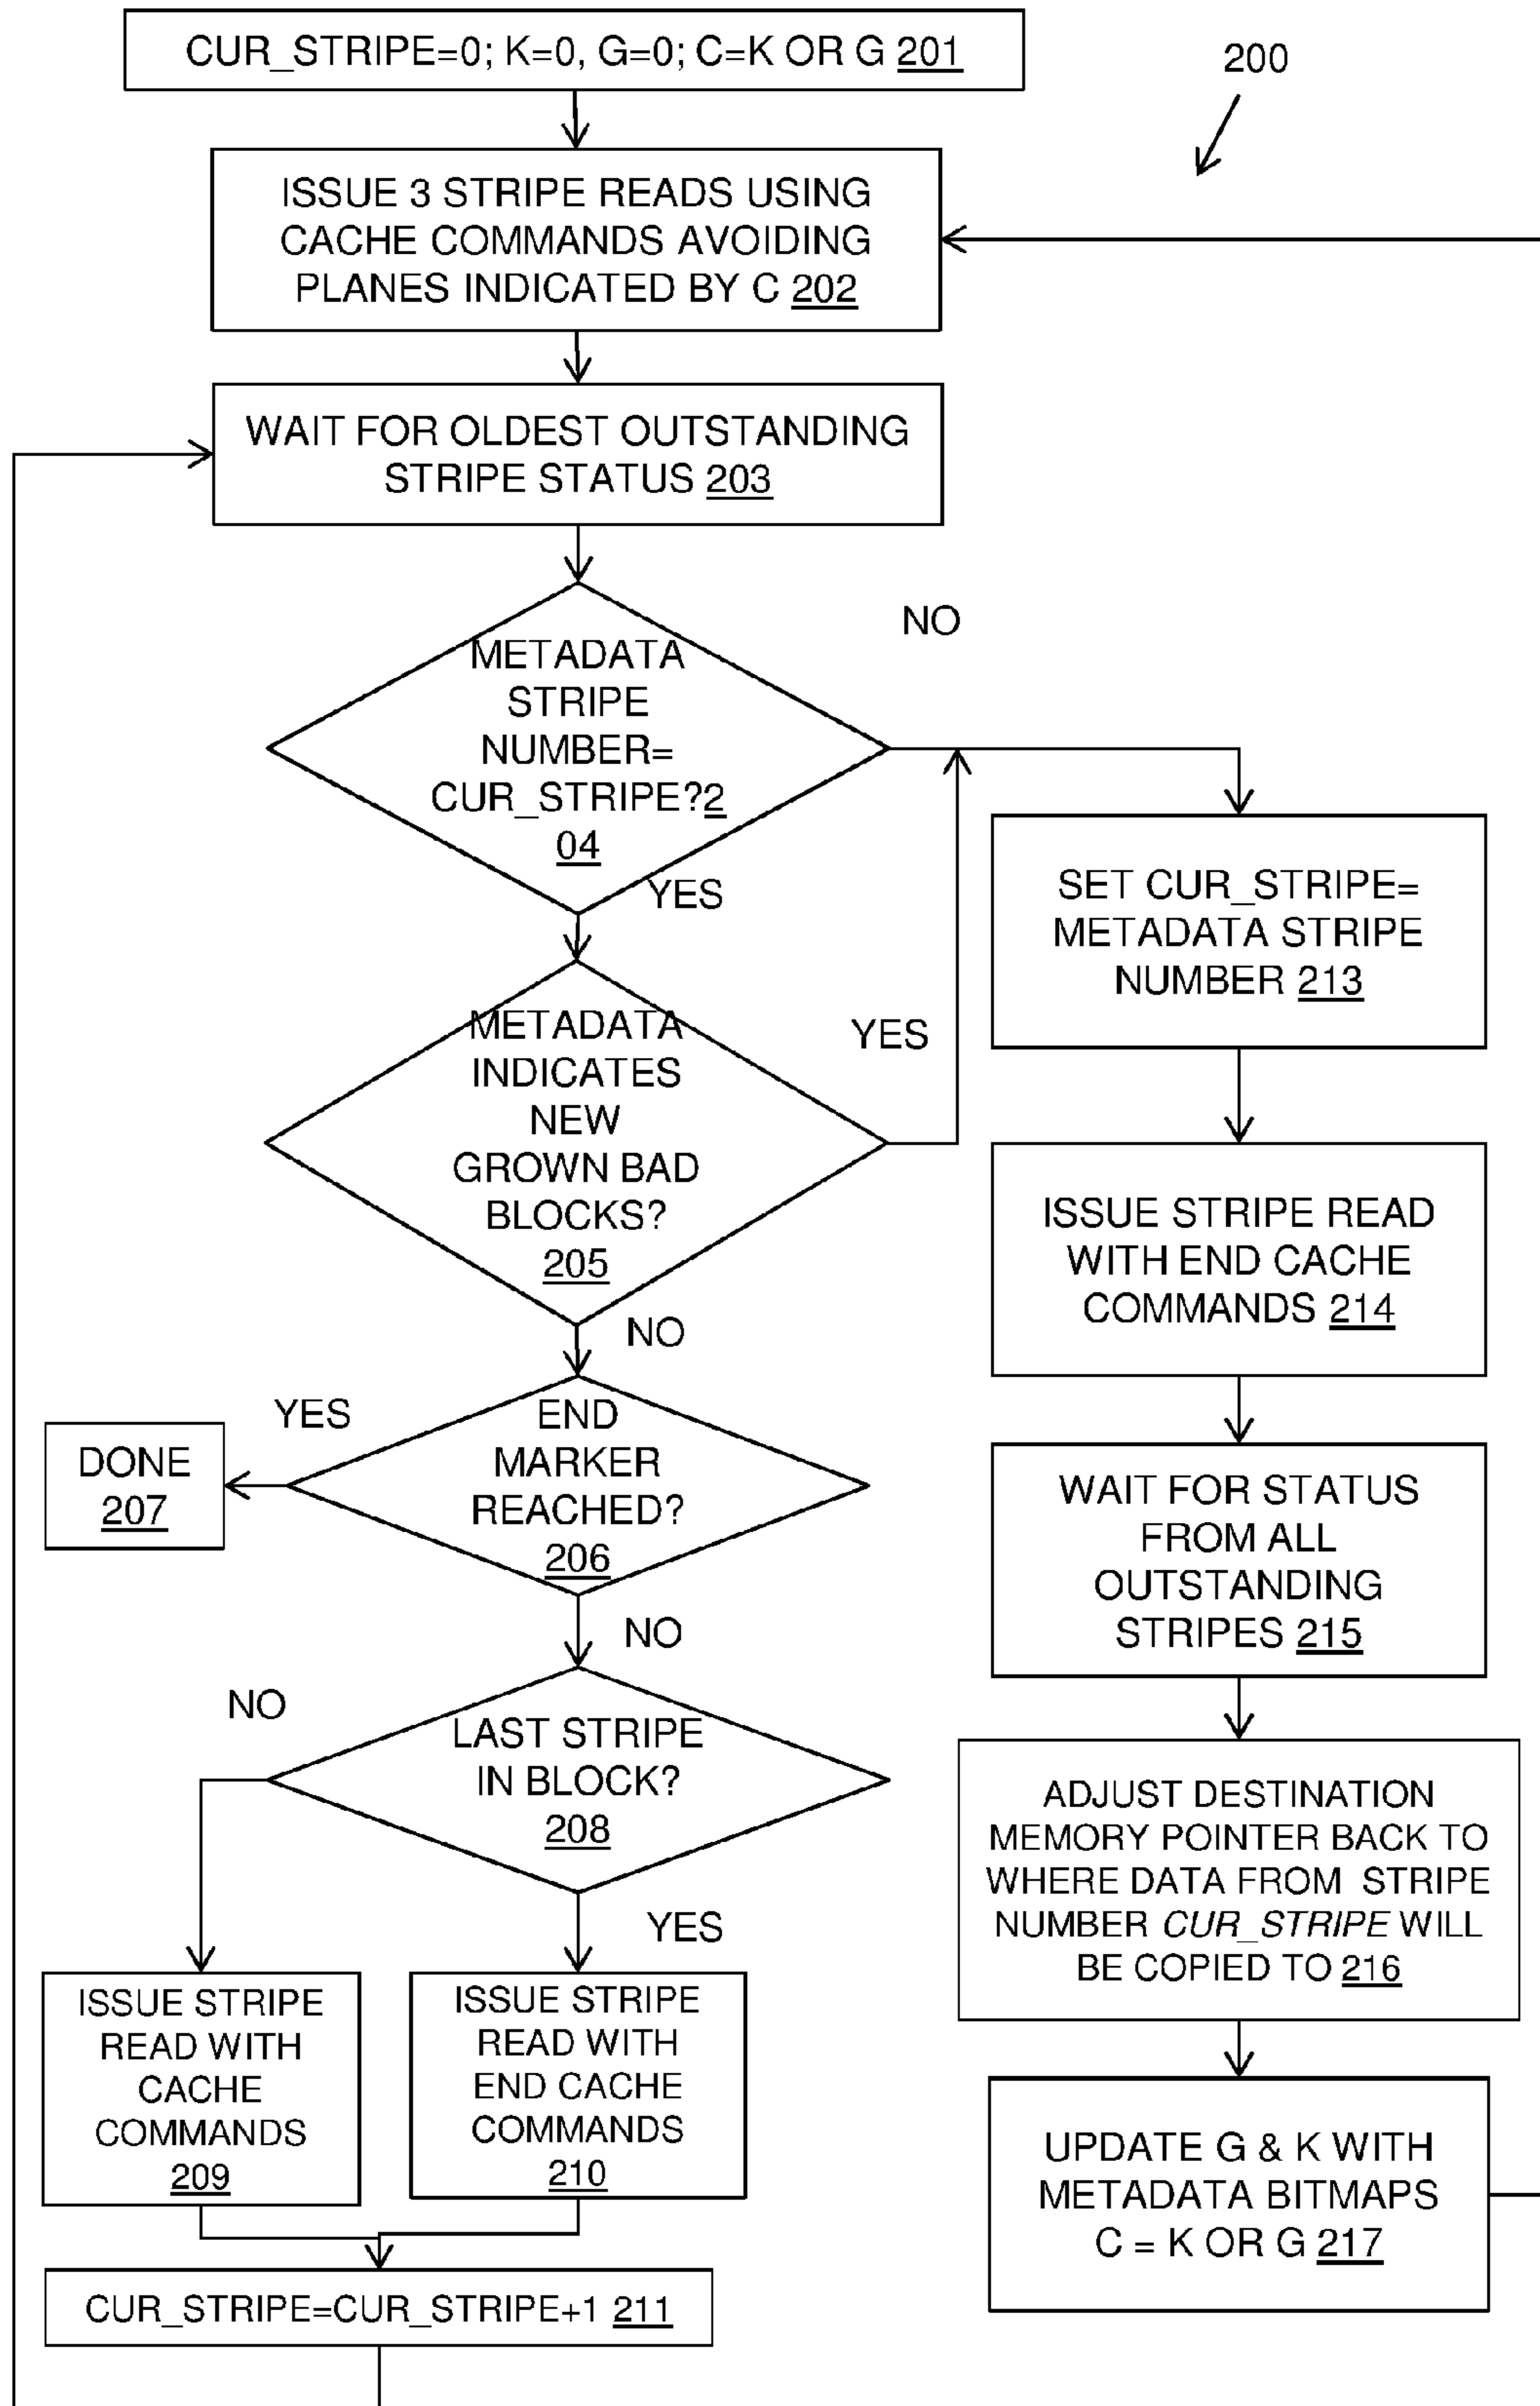 CUR_STRIPE=0; K=0, G=0; C=K OR G 201
200
ISSUE 3 STRIPE READS USING
CACHE COMMANDS AVOIDING
PLANES INDICATED BY C 202
WAIT FOR OLDEST OUTSTANDING
STRIPE STATUS 203
NO
METADATA
STRIPE
NUMBER=
CUR_STRIPE?2
04
YES
SET CUR_STRIPE=
METADATA STRIPE
NUMBER 213
METADATA
INDICATES
NEW
GROWN BAD
BLOCKS?
205
YES
ISSUE STRIPE READ
WITH END CACHE
COMMANDS 214
NO
YES
END
MARKER
REACHED?
206
DONE
207
WAIT FOR STATUS
FROM ALL
OUTSTANDING
STRIPES 215
NO
NO
LAST STRIPE
IN BLOCK?
208
YES
ADJUST DESTINATION
MEMORY POINTER BACK TO
WHERE DATA FROM STRIPE
NUMBER CUR_STRIPE WILL
BE COPIED TO 216
ISSUE STRIPE
READ WITH
CACHE
COMMANDS
209
ISSUE STRIPE
READ WITH
END CACHE
COMMANDS
210
UPDATE G & K WITH
METADATA BITMAPS
C = K OR G 217
CUR_STRIPE=CUR_STRIPE+1 211